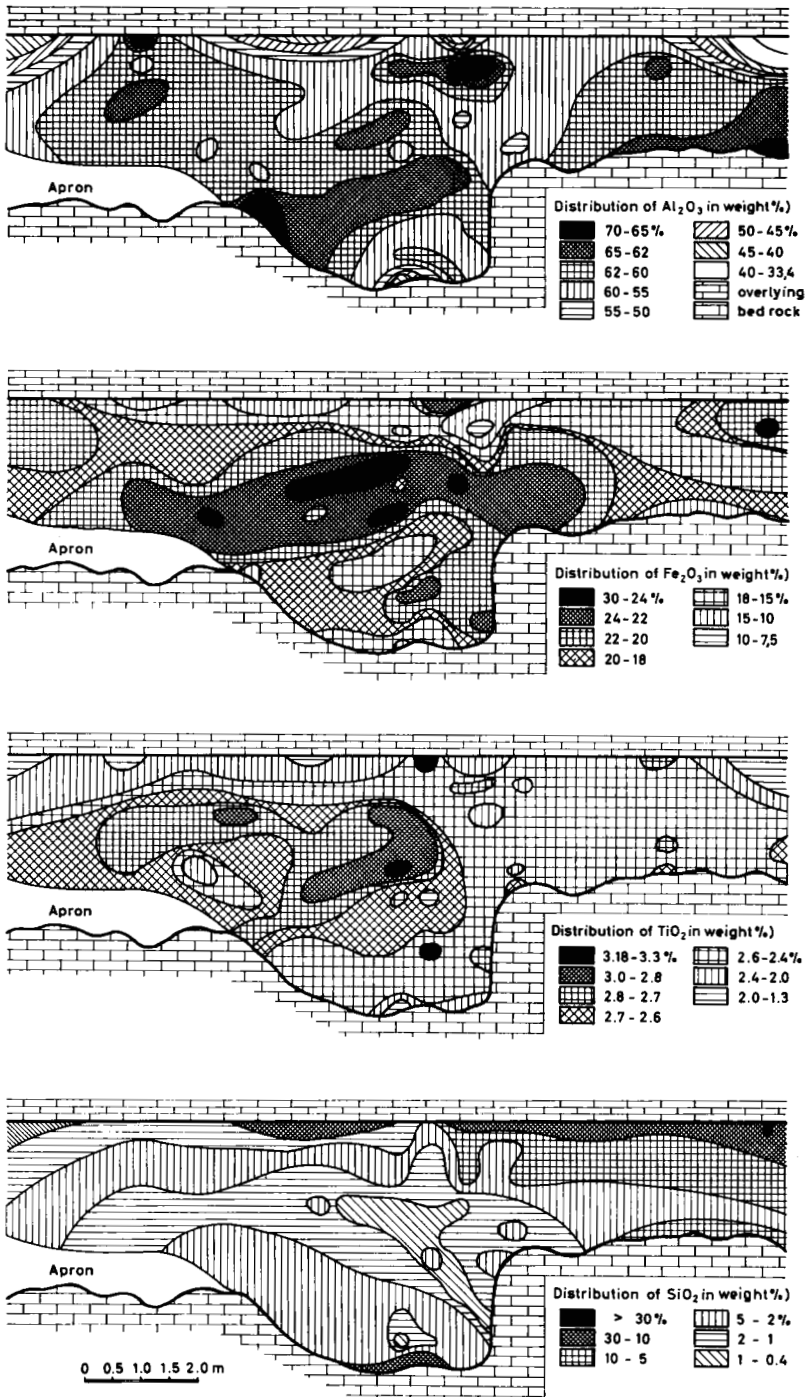 Apron
Distribution of Al₂O₃ in weight%)
70-65% 50-45%
65-62 45-40
62-60 40-33,4
60-55 overlying
55-50 bed rock
Apron
Distribution of Fe₂O₃ in weight%)
30-24% 18-15%
24-22 15-10
22-20 10-7,5
20-18
Apron
Distribution of TiO₂ in weight%)
3.18-3.3% 2.6-2.4%
3.0-2.8 2.4-2.0
2.8-2.7 2.0-1.3
2.7-2.6
Apron
Distribution of SiO₂ in weight%)
> 30% 5-2%
30-10 2-1
10-5 1-0.4
0 0.5 1.0 1.5 2.0 m